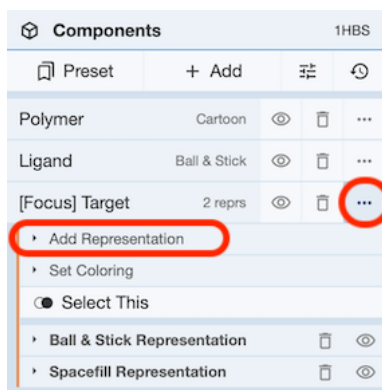 Components 1HBS
Preset + Add
Polymer Cartoon ...
Ligand Ball & Stick ...
[Focus] Target 2 reprs ...
Add Representation
Set Coloring
Select This
Ball & Stick Representation
Spacefill Representation